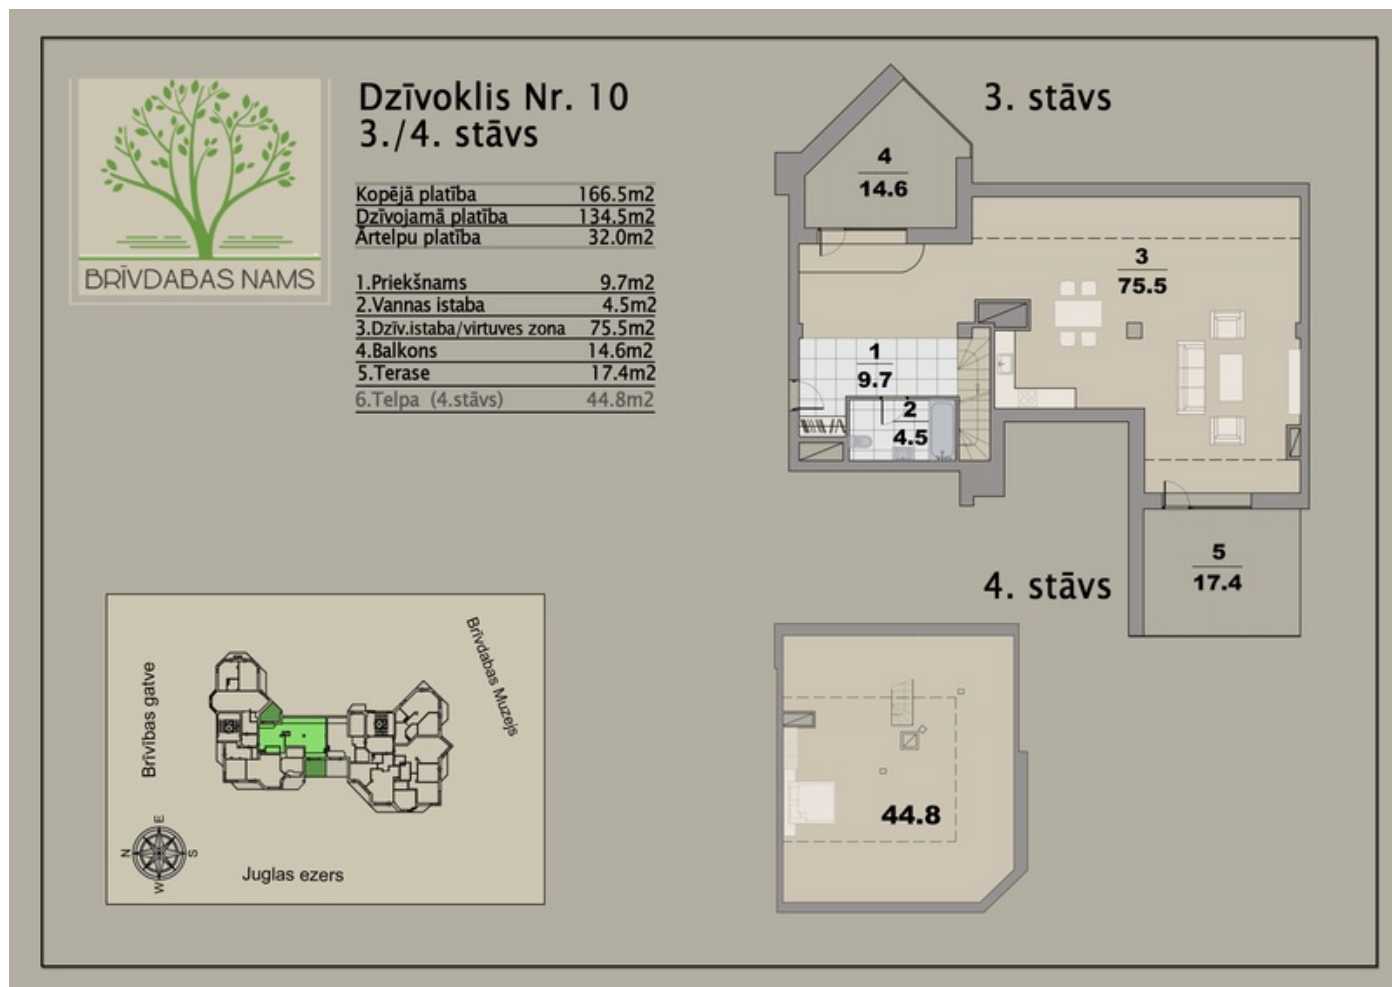 BRĪVDABAS NAMS
Dzīvoklis Nr. 10
3./4. stāvs
Kopējā platība 166.5m2
Dzīvojamā platība 134.5m2
Ārtelpu platība 32.0m2
1.Priekšnams 9.7m2
2.Vannas istaba 4.5m2
3.Dzīv.istaba/virtuves zona 75.5m2
4.Balkons 14.6m2
5.Terase 17.4m2
6.Telpa (4.stāvs) 44.8m2
3. stāvs
4
14.6
3
75.5
1
9.7
2
4.5
5
17.4
4. stāvs
44.8
Brīvības gatve
Brīvdabas Muzejs
Juglas ezers
E
N
S
W